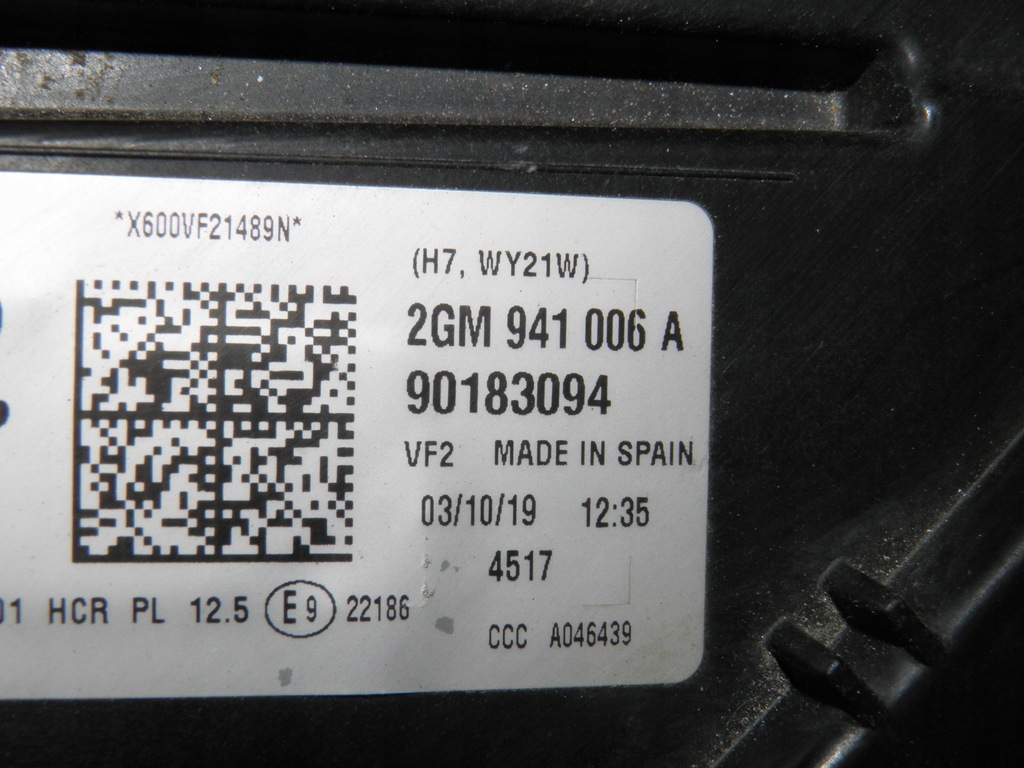 *X600VF21489N*
(H7, WY21W)
2GM 941 006 A
90183094
VF2 MADE IN SPAIN
03/10/19 12:35
4517
01 HCR PL 12.5 E9 22186
CCC A046439